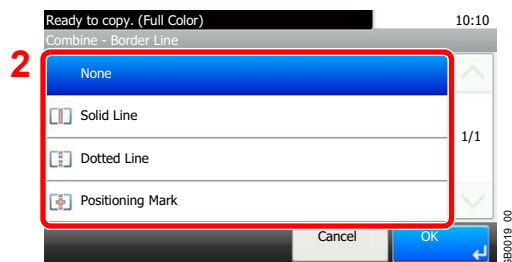 Ready to copy. (Full Color) 10:10
Combine - Border Line
2
None
Solid Line
1/1
Dotted Line
Positioning Mark
Cancel OK
GB0019_00